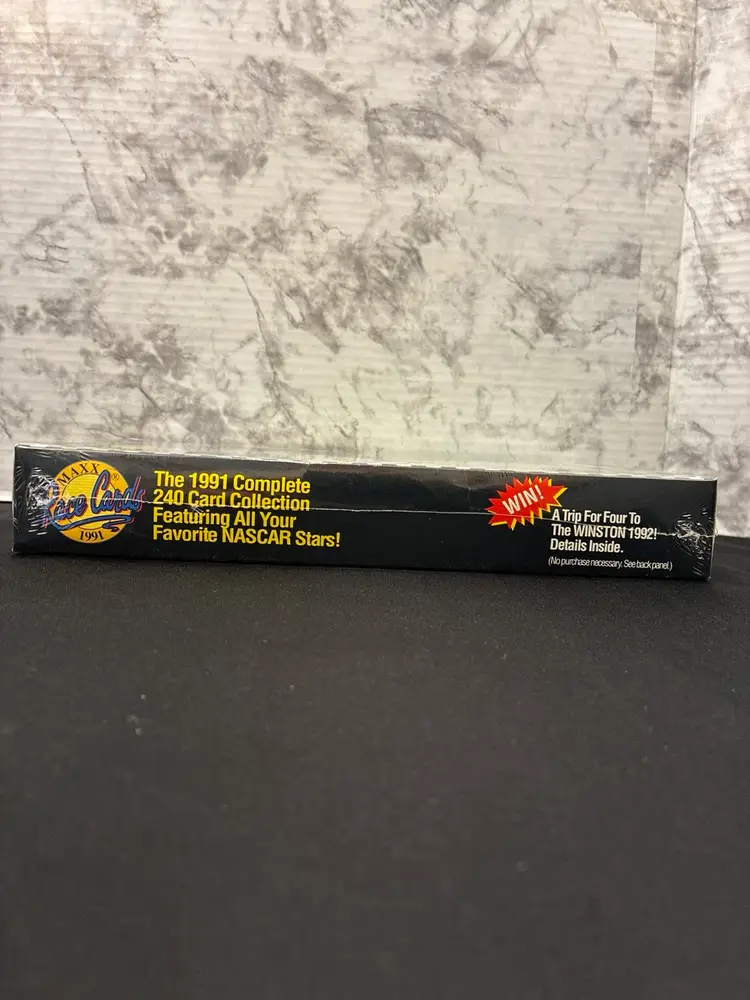 MAXX ®
Race Cards
1991
The 1991 Complete
240 Card Collection
Featuring All Your
Favorite NASCAR Stars!
WIN!
A Trip For Four To
The WINSTON 1992!
Details Inside.
(No purchase necessary. See back panel.)